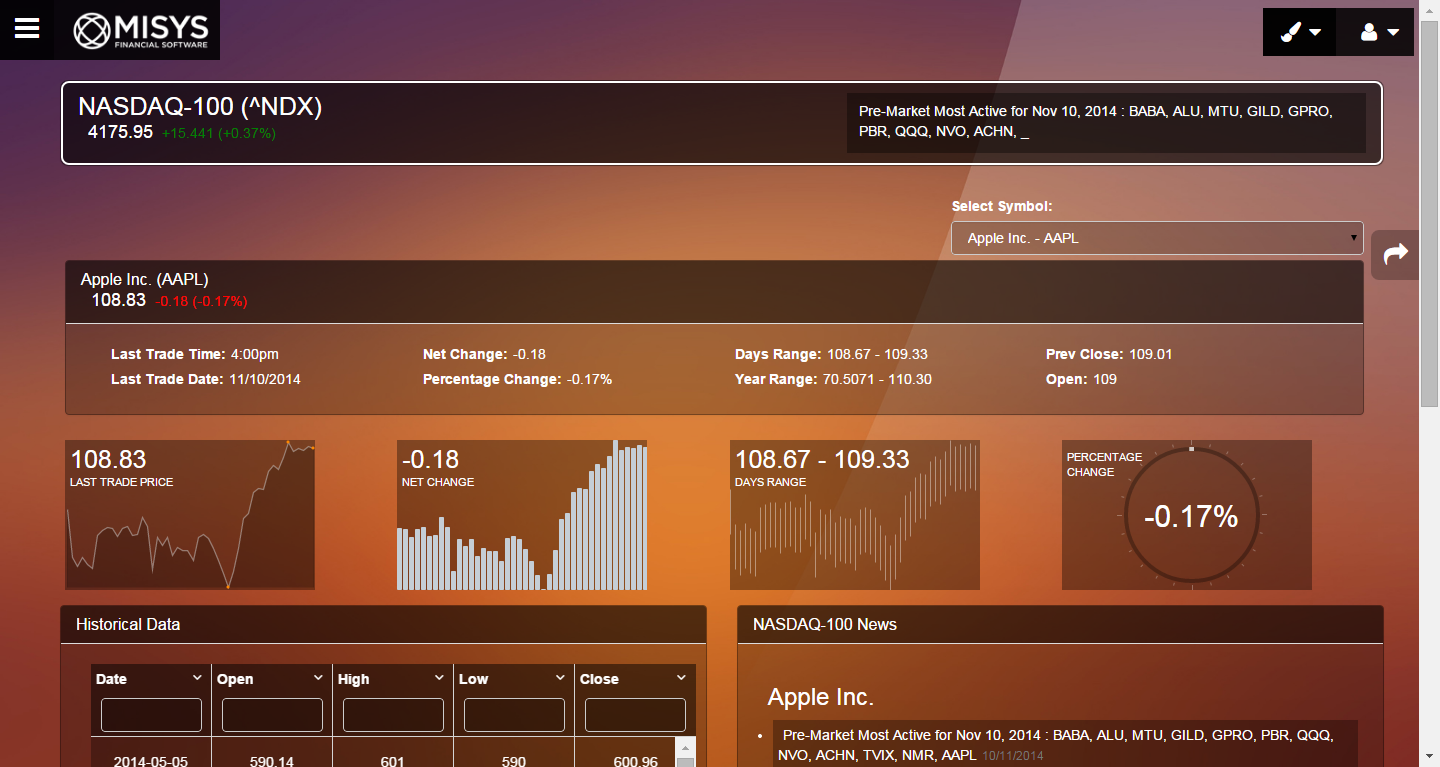 MISYS
FINANCIAL SOFTWARE
NASDAQ-100 (^NDX)
4175.95 +15.441 (+0.37%)
Pre-Market Most Active for Nov 10, 2014 : BABA, ALU, MTU, GILD, GPRO,
PBR, QQQ, NVO, ACHN, _
Select Symbol:
Apple Inc. - AAPL
Apple Inc. (AAPL)
108.83 -0.18 (-0.17%)
Last Trade Time: 4:00pm
Last Trade Date: 11/10/2014
Net Change: -0.18
Percentage Change: -0.17%
Days Range: 108.67 - 109.33
Year Range: 70.5071 - 110.30
Prev Close: 109.01
Open: 109
108.83
LAST TRADE PRICE
-0.18
NET CHANGE
108.67 - 109.33
DAYS RANGE
PERCENTAGE
CHANGE
-0.17%
Historical Data
Date Open High Low Close
2014-05-05 590.14 601 590 600.96
NASDAQ-100 News
Apple Inc.
Pre-Market Most Active for Nov 10, 2014 : BABA, ALU, MTU, GILD, GPRO, PBR, QQQ,
NVO, ACHN, TVIX, NMR, AAPL 10/11/2014